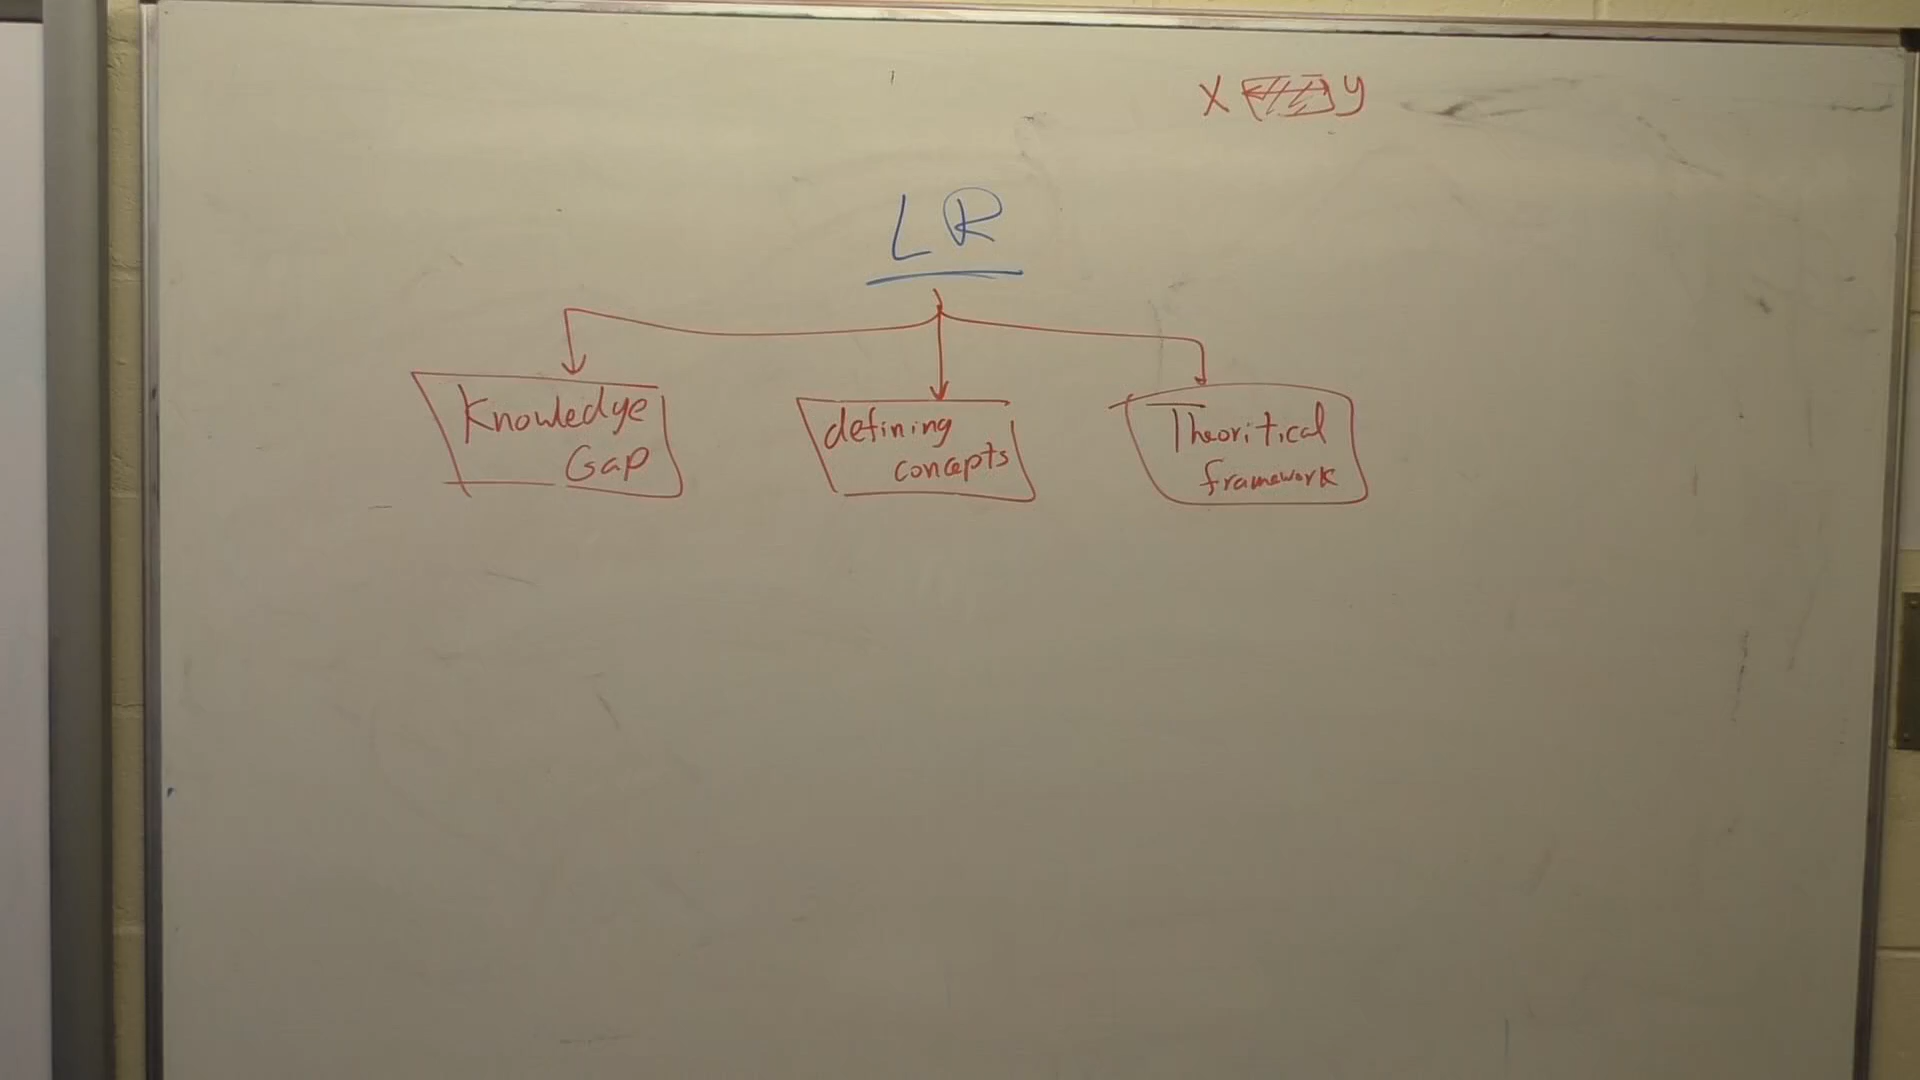 X y
LR
Knowledge
Gap
defining
concepts
Theoritical
framework